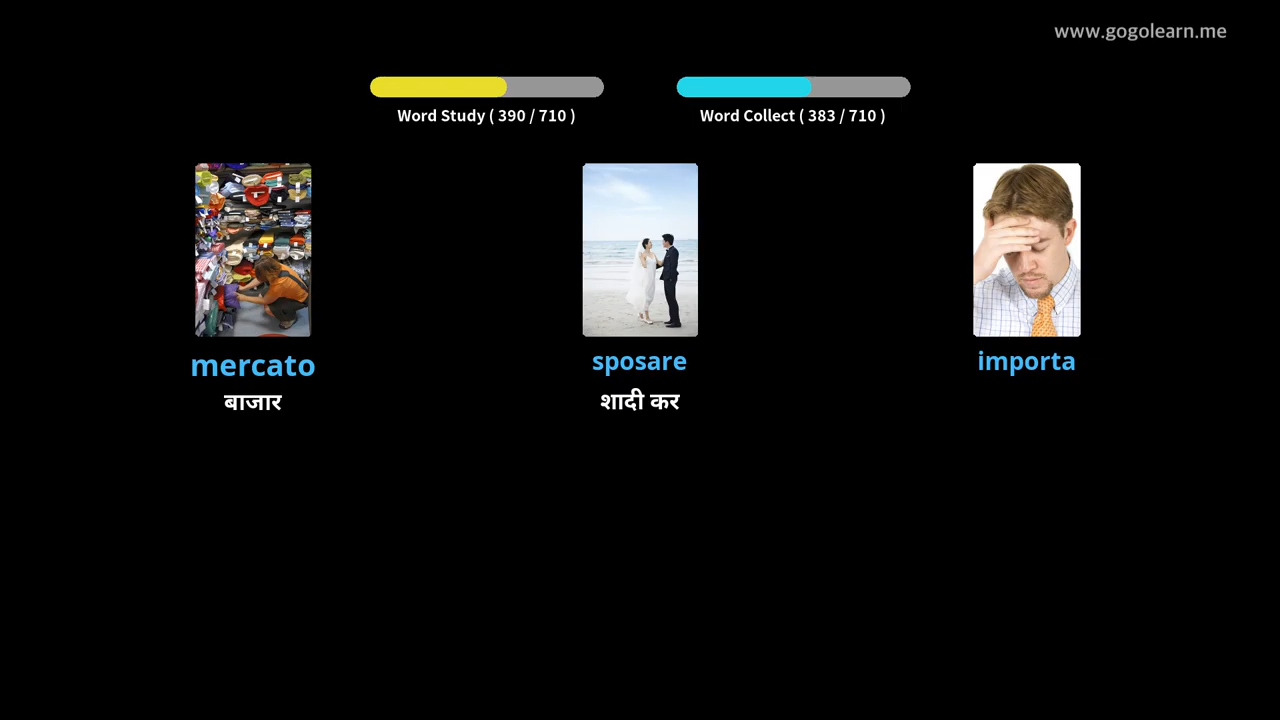 www.gogolearn.me
Word Study ( 390 / 710 )
Word Collect ( 383 / 710 )
mercato
sposare
importa
बाजार
शादी कर